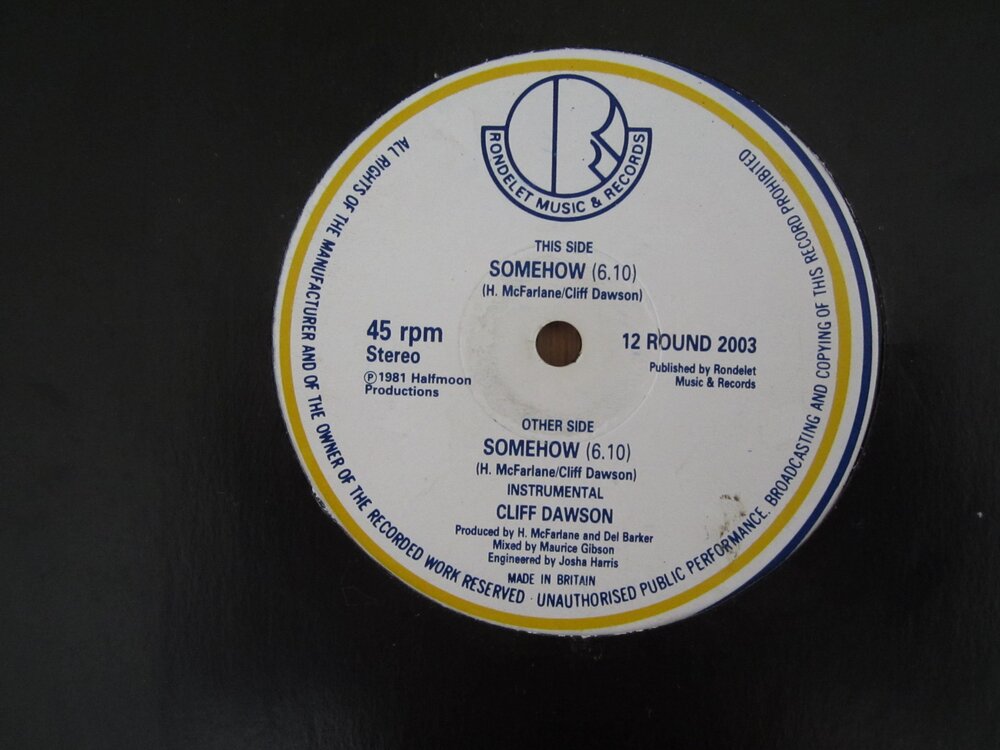 R
RONDELET MUSIC & RECORDS
THIS SIDE
SOMEHOW (6.10)
(H. McFarlane/Cliff Dawson)
45 rpm
Stereo
℗1981 Halfmoon
Productions
12 ROUND 2003
Published by Rondelet
Music & Records
OTHER SIDE
SOMEHOW (6.10)
(H. McFarlane/Cliff Dawson)
INSTRUMENTAL
CLIFF DAWSON
Produced by H. McFarlane and Del Barker
Mixed by Maurice Gibson
Engineered by Josha Harris
MADE IN BRITAIN
ALL RIGHTS OF THE MANUFACTURER AND OF THE OWNER OF THE RECORDED WORK RESERVED · UNAUTHORISED PUBLIC PERFORMANCE. BROADCASTING AND COPYING OF THIS RECORD PROHIBITED